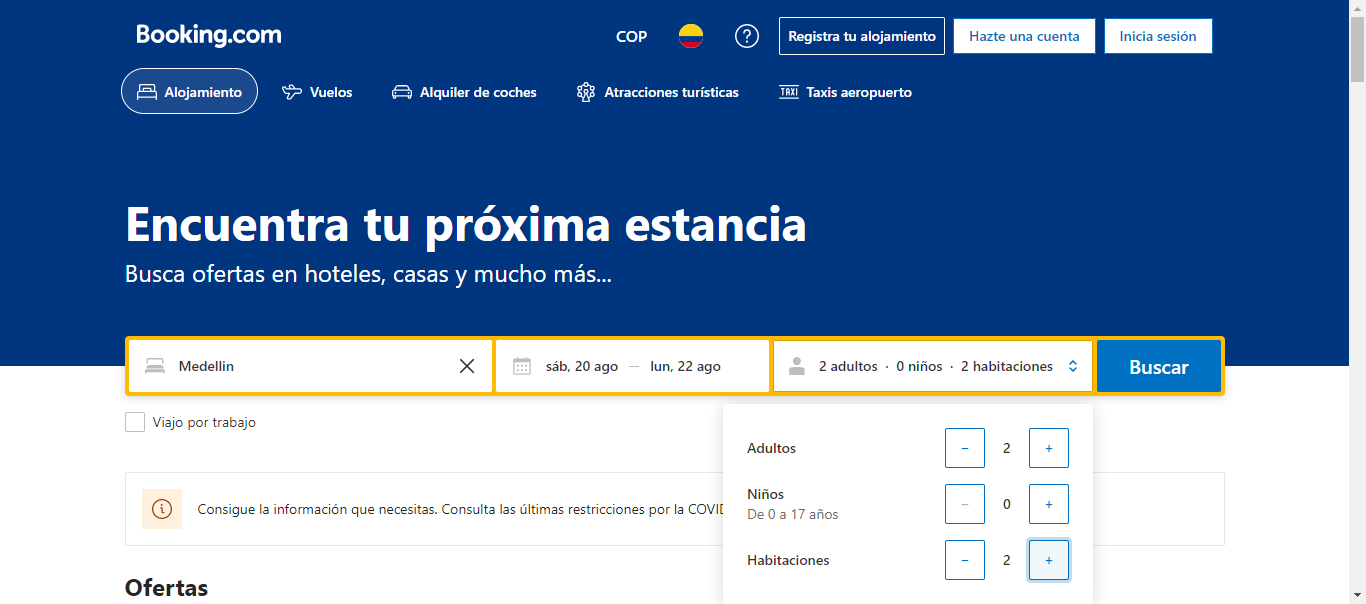 Booking.com COP ? Registra tu alojamiento Hazte una cuenta Inicia sesión
Alojamiento Vuelos Alquiler de coches Atracciones turísticas TAXI Taxis aeropuerto
Encuentra tu próxima estancia
Busca ofertas en hoteles, casas y mucho más...
Medellin sáb, 20 ago — lun, 22 ago 2 adultos · 0 niños · 2 habitaciones Buscar
Viajo por trabajo
Adultos − 2 +
Niños − 0 +
De 0 a 17 años
Consigue la información que necesitas. Consulta las últimas restricciones por la COVID
Habitaciones − 2 +
Ofertas